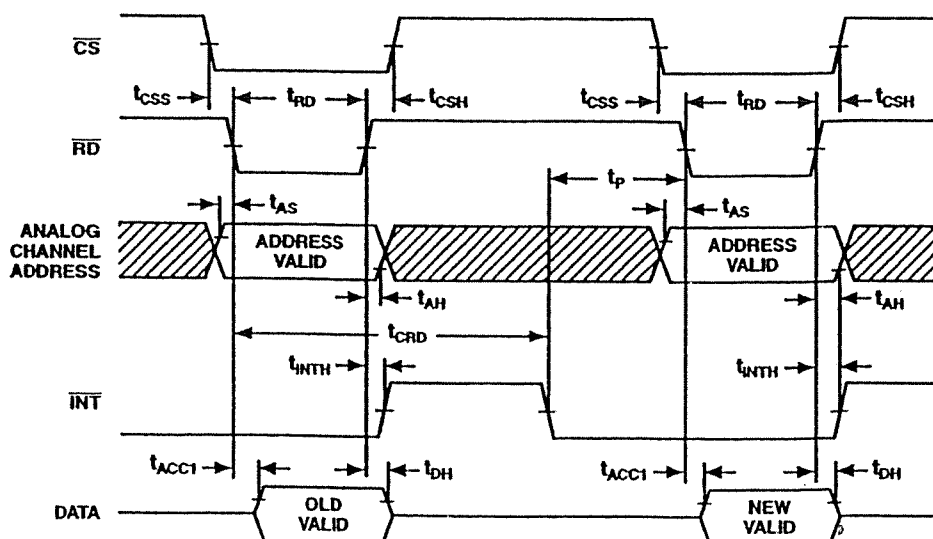 CS
tCSS tRD tCSH tCSS tRD tCSH
RD
tP
tAS tAS
ANALOG
CHANNEL
ADDRESS
ADDRESS
VALID
ADDRESS
VALID
tAH tAH
tCRD
tINTH tINTH
INT
tACC1 tDH tACC1 tDH
DATA
OLD
VALID
NEW
VALID